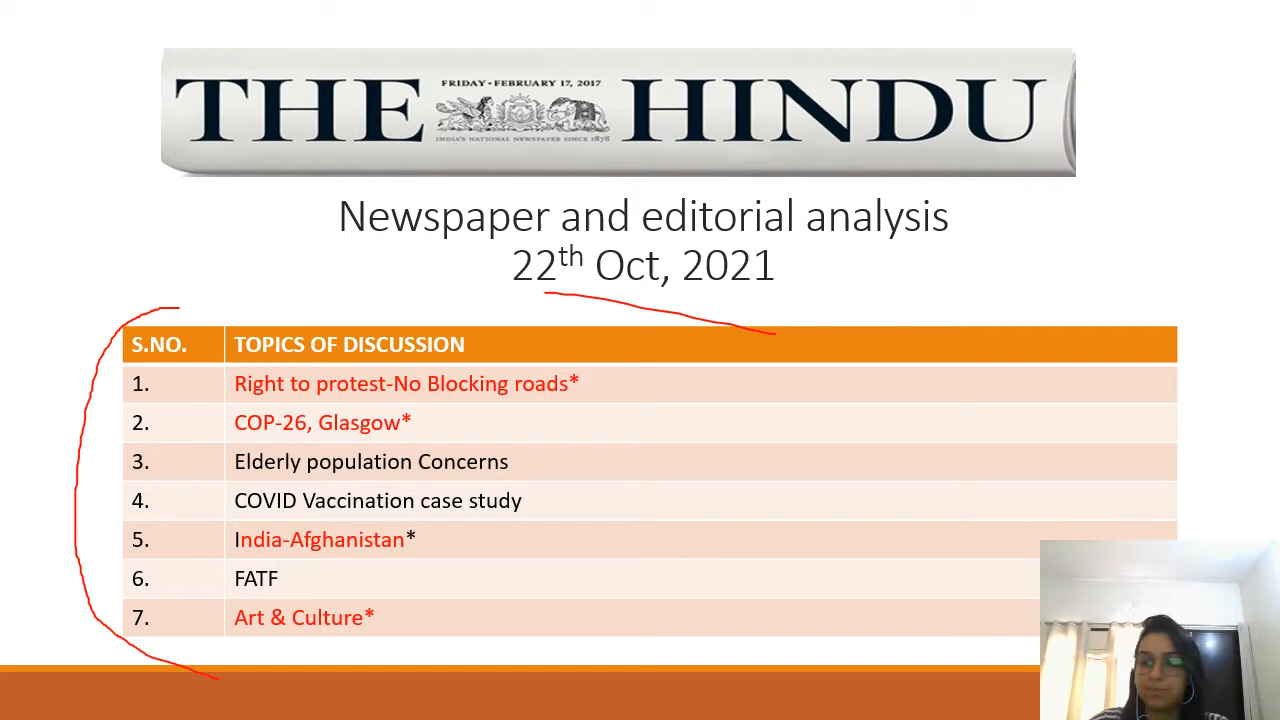 THE HINDU
FRIDAY • FEBRUARY 17, 2017
INDIA'S NATIONAL NEWSPAPER SINCE 1878
Newspaper and editorial analysis
22th Oct, 2021
S.NO. TOPICS OF DISCUSSION
1. Right to protest-No Blocking roads*
2. COP-26, Glasgow*
3. Elderly population Concerns
4. COVID Vaccination case study
5. India-Afghanistan*
6. FATF
7. Art & Culture*